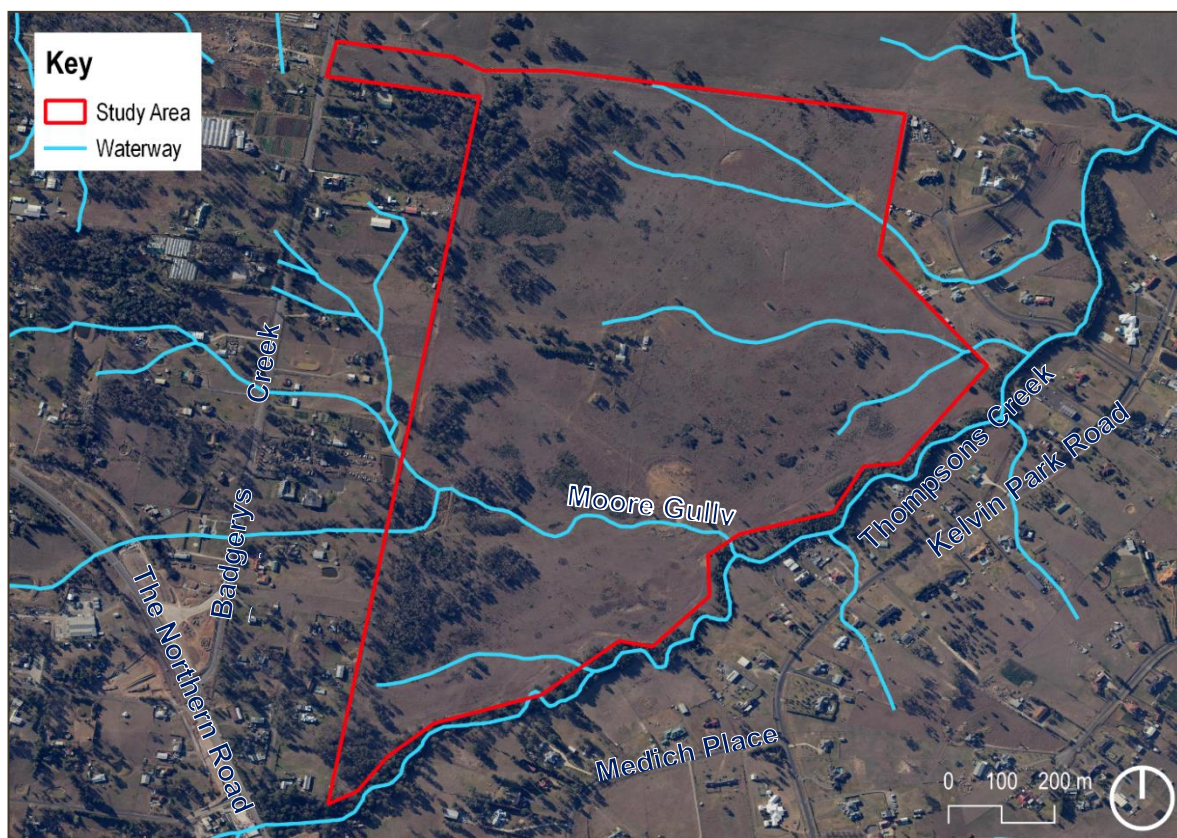 Key
Study Area
Waterway
Badgerys Creek
The Northern Road
Moore Gully
Thompsons Creek
Kelvin Park Road
Medich Place
0 100 200 m